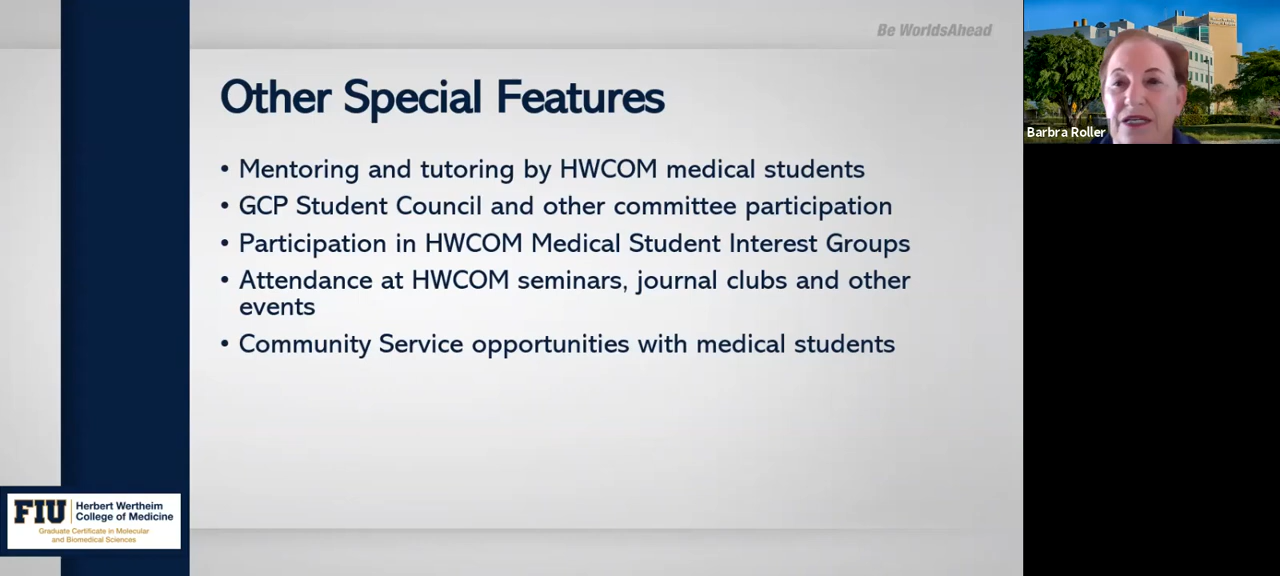 Be WorldsAhead
Other Special Features
• Mentoring and tutoring by HWCOM medical students
• GCP Student Council and other committee participation
• Participation in HWCOM Medical Student Interest Groups
• Attendance at HWCOM seminars, journal clubs and other
events
• Community Service opportunities with medical students
FIU
Herbert Wertheim
College of Medicine
Graduate Certificate in Molecular
and Biomedical Sciences
Barbra Roller